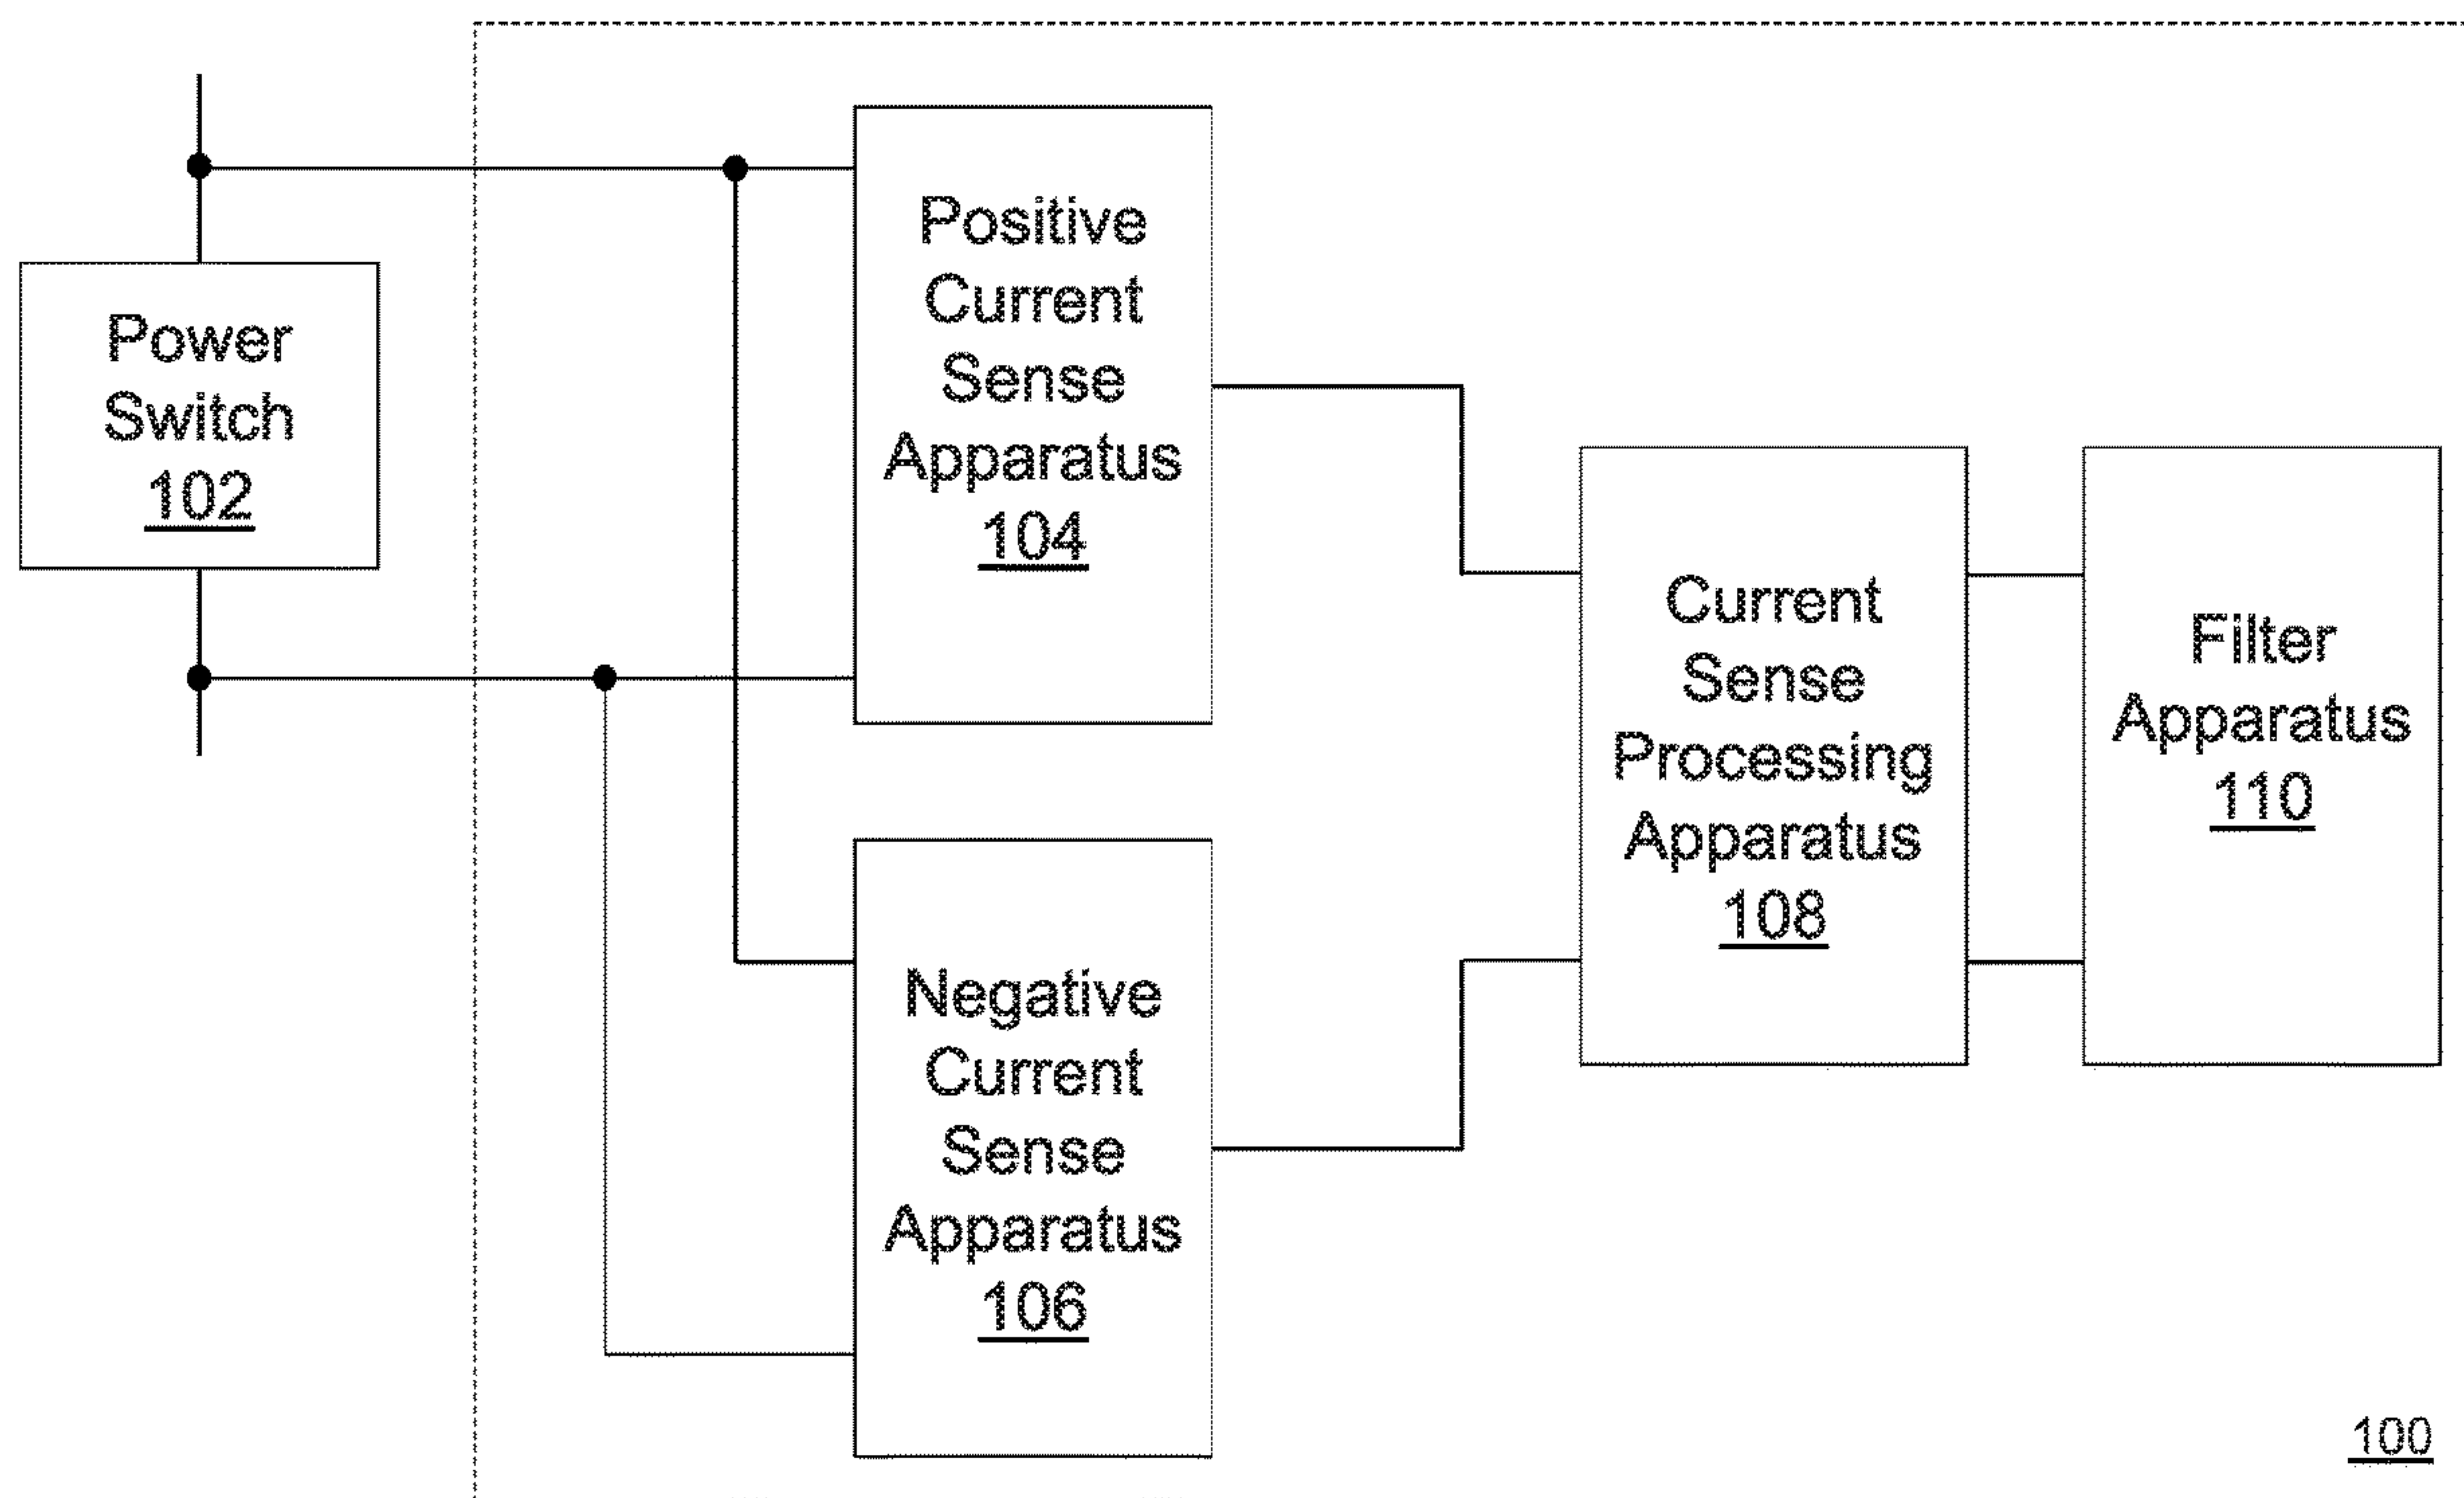 Power
Switch
102
Positive
Current
Sense
Apparatus
104
Negative
Current
Sense
Apparatus
106
Current
Sense
Processing
Apparatus
108
Filter
Apparatus
110
100